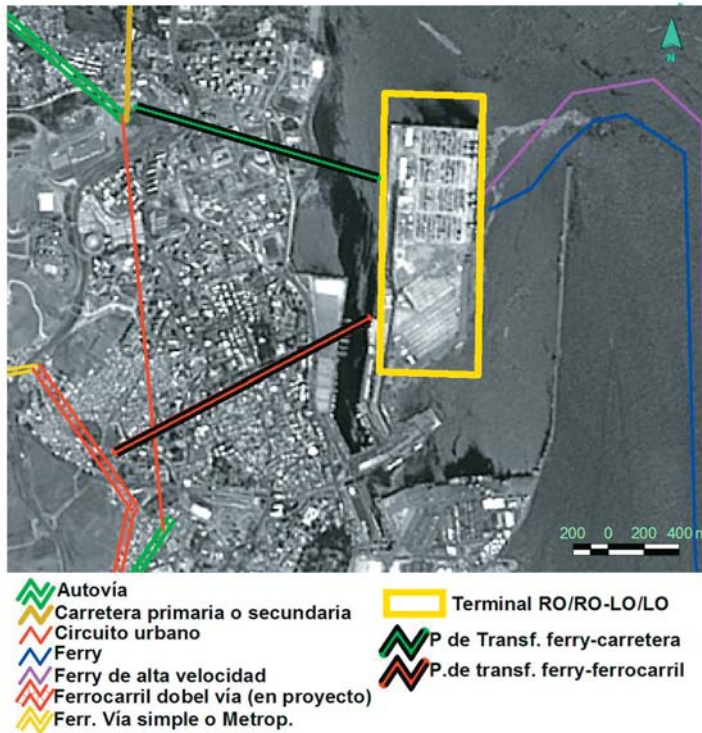 N
200 0 200 400 m
Autovía
Carretera primaria o secundaria
Circuito urbano
Ferry
Ferry de alta velocidad
Ferrocarril dobel vía (en proyecto)
Ferr. Vía simple o Metrop.
Terminal RO/RO-LO/LO
P de Transf. ferry-carretera
P.de transf. ferry-ferrocarril